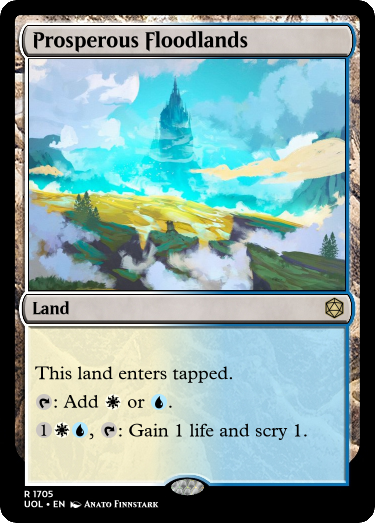 Prosperous Floodlands
Land
This land enters tapped.
: Add or .
1 , : Gain 1 life and scry 1.
R 1705
UOL • EN Anato Finnstark